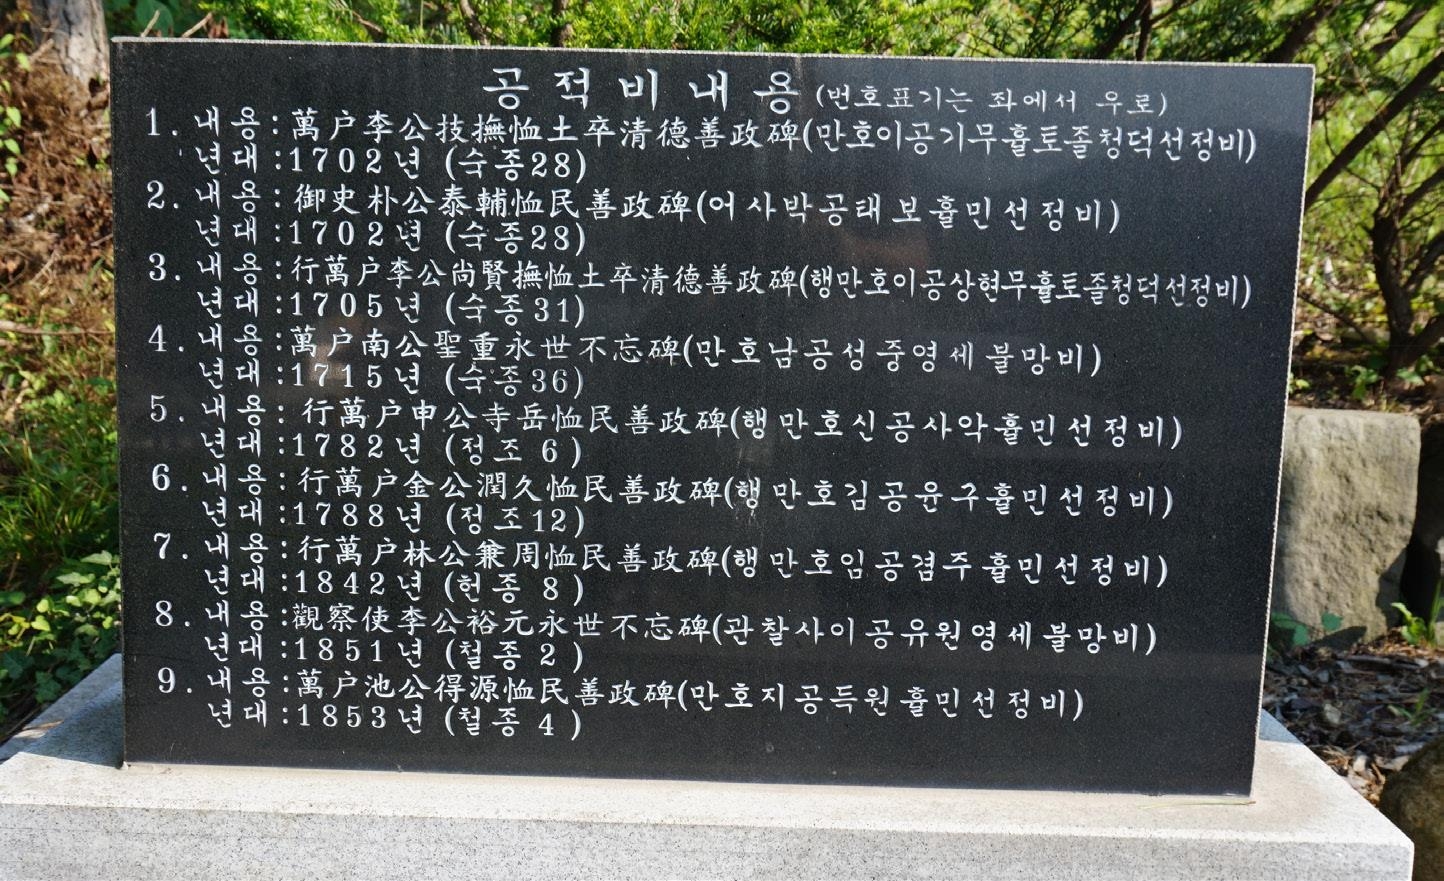 공적비내용 (번호표기는 좌에서 우로)
1. 내용:萬户李公技撫恤土卒清德善政碑(만호이공기무휼토졸청덕선정비)
년대:1702년 (숙종28)
2. 내용:御史朴公泰輔恤民善政碑(어사박공태보휼민선정비)
년대:1702년 (숙종28)
3. 내용:行萬户李公尚賢撫恤土卒清德善政碑(행만호이공상현무휼토졸청덕선정비)
년대:1705년 (숙종31)
4. 내용:萬户南公聖重永世不忘碑(만호남공성중영세불망비)
년대:1715년 (숙종36)
5. 내용: 行萬户申公寺岳恤民善政碑(행만호신공사악휼민선정비)
년대:1782년 (정조 6)
6. 내용: 行萬户金公潤久恤民善政碑(행만호김공윤구휼민선정비)
년대:1788년 (정조12)
7. 내용:行萬户林公兼周恤民善政碑(행만호임공겸주휼민선정비)
년대:1842년 (헌종 8)
8. 내용:觀察使李公裕元永世不忘碑(관찰사이공유원영세불망비)
년대:1851년 (철종 2)
9. 내용:萬户池公得源恤民善政碑(만호지공득원휼민선정비)
년대:1853년 (철종 4)